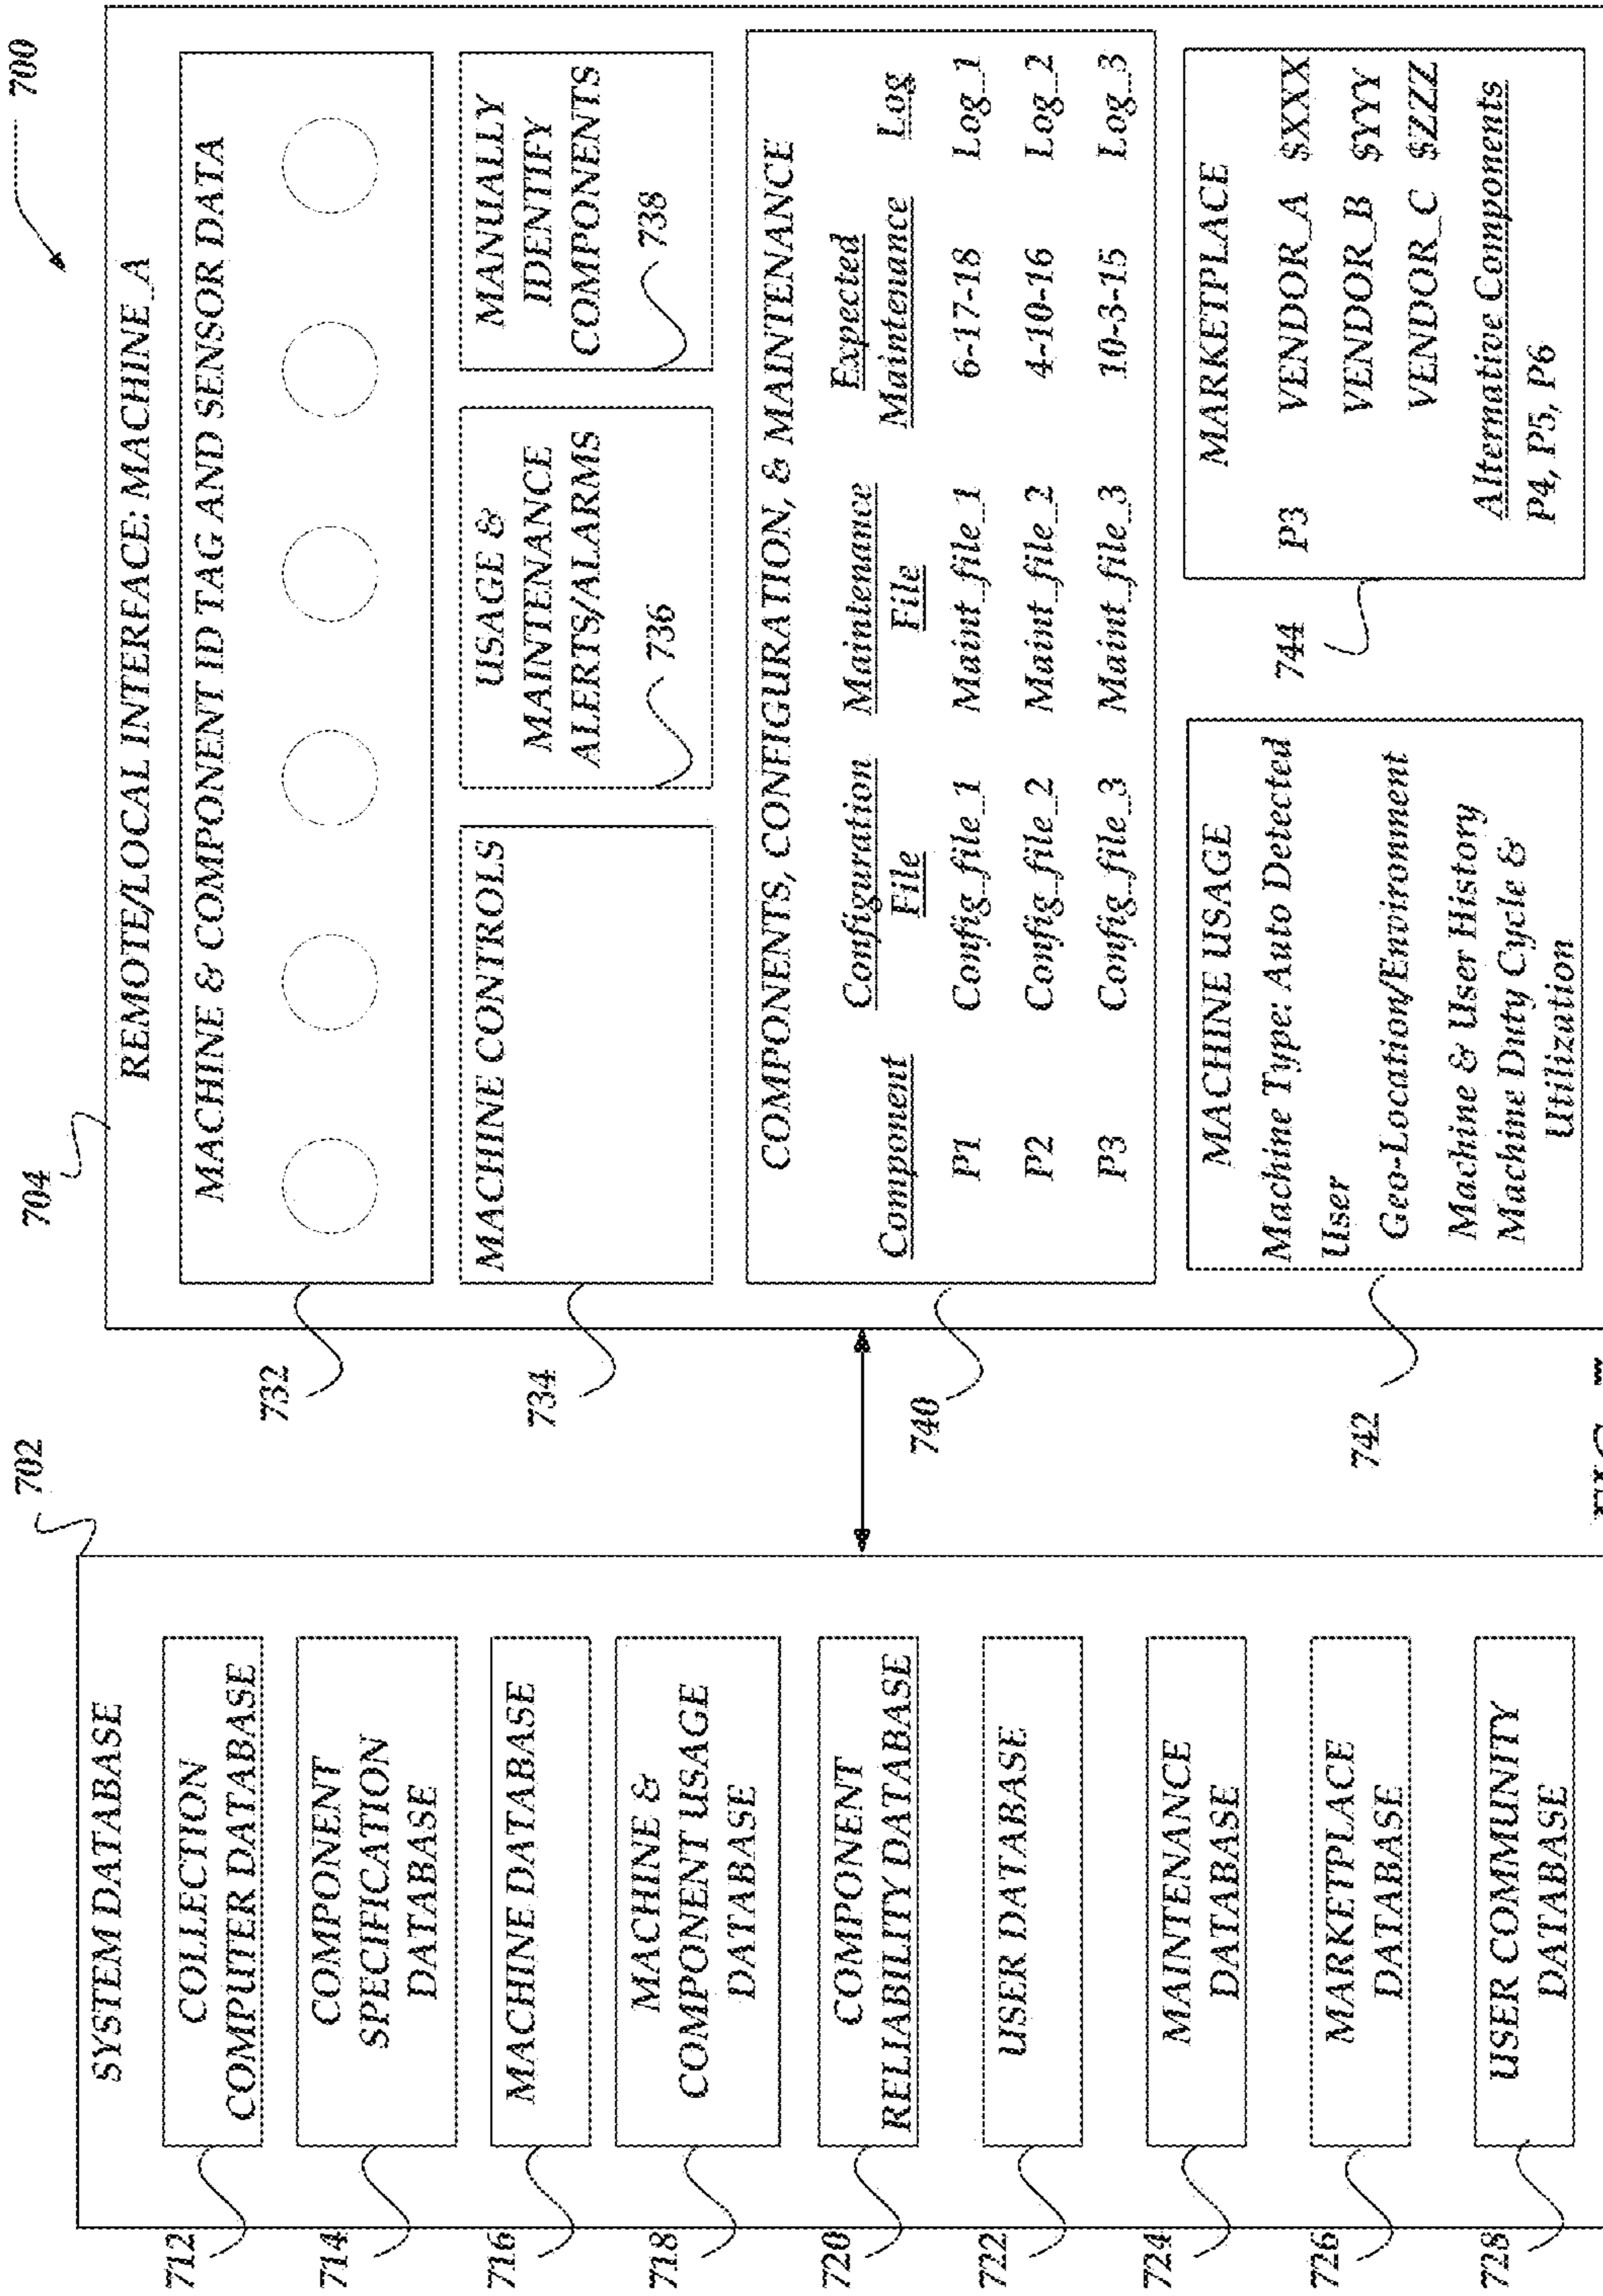 700
702
SYSTEM DATABASE
712
COLLECTION
COMPUTER DATABASE
714
COMPONENT
SPECIFICATION
DATABASE
716
MACHINE DATABASE
718
MACHINE &
COMPONENT USAGE
DATABASE
720
COMPONENT
RELIABILITY DATABASE
722
USER DATABASE
724
MAINTENANCE
DATABASE
726
MARKETPLACE
DATABASE
728
USER COMMUNITY
DATABASE
704
REMOTE/LOCAL INTERFACE: MACHINE_A
732
MACHINE & COMPONENT ID TAG AND SENSOR DATA
734
MACHINE CONTROLS
USAGE &
MAINTENANCE
ALERTS/ALARMS
736
MANUALLY
IDENTIFY
COMPONENTS
738
740
COMPONENTS, CONFIGURATION, & MAINTENANCE
Component Configuration File Maintenance File Expected Maintenance Log
P1 Config_file_1 Maint_file_1 6-17-18 Log_1
P2 Config_file_2 Maint_file_2 4-10-16 Log_2
P3 Config_file_3 Maint_file_3 10-3-15 Log_3
742
MACHINE USAGE
Machine Type: Auto Detected
User
Geo-Location/Environment
Machine & User History
Machine Duty Cycle &
Utilization
744
MARKETPLACE
P3 VENDOR_A $XXX
VENDOR_B $YYY
VENDOR_C $ZZZ
Alternative Components
P4, P5, P6